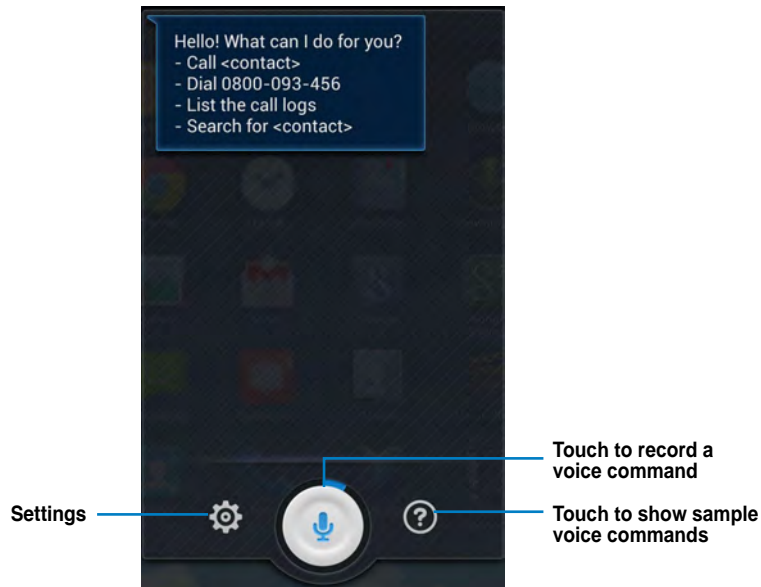 Hello! What can I do for you?
- Call <contact>
- Dial 0800-093-456
- List the call logs
- Search for <contact>
Touch to record a
voice command
Settings
Touch to show sample
voice commands